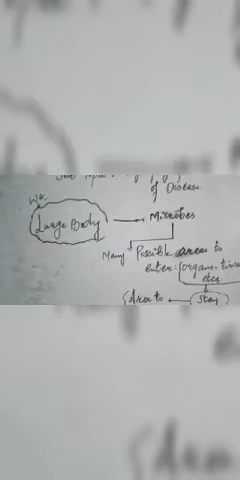 of Disease
We
Large Body → Microbes
Many Possible areas to
enter: (organs, tissue
etc
{Area to ← Stay